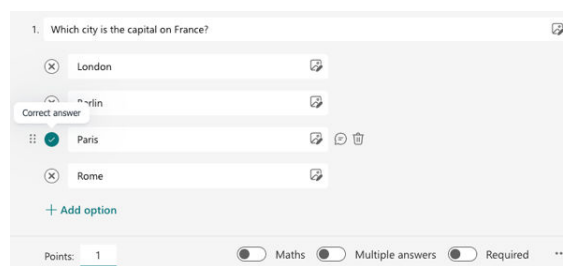 1. Which city is the capital on France?
London
Correct answer
Paris
Rome
+ Add option
Points: 1 Maths Multiple answers Required